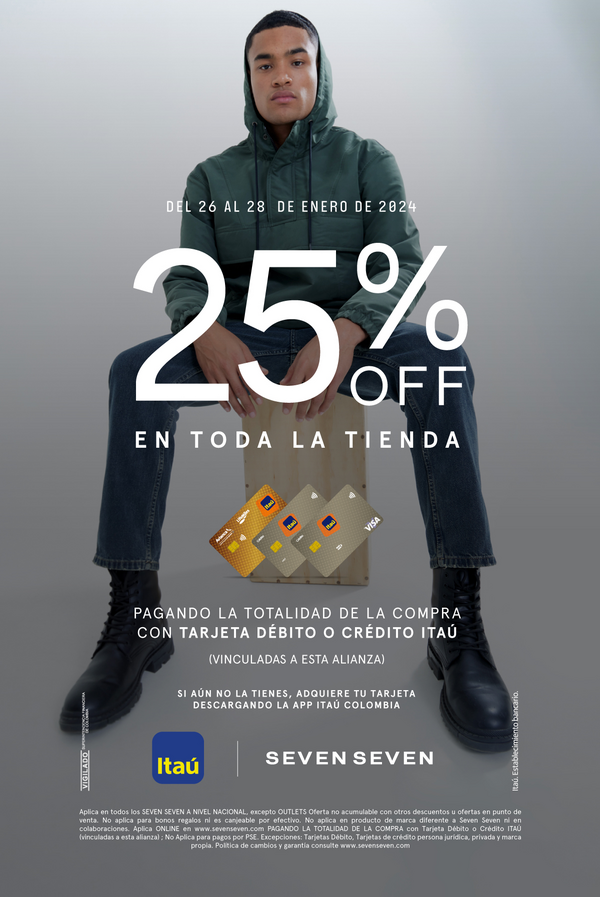 DEL 26 AL 28 DE ENERO DE 2024
25%
OFF
EN TODA LA TIENDA
Itaú
VISA
PAGANDO LA TOTALIDAD DE LA COMPRA
CON TARJETA DÉBITO O CRÉDITO ITAÚ
(VINCULADAS A ESTA ALIANZA)
SI AÚN NO LA TIENES, ADQUIERE TU TARJETA
DESCARGANDO LA APP ITAÚ COLOMBIA
VIGILADO
SUPERINTENDENCIA FINANCIERA
DE COLOMBIA
Itaú
SEVEN SEVEN
Itaú. Establecimiento bancario.
Aplica en todos los SEVEN SEVEN A NIVEL NACIONAL, excepto OUTLETS Oferta no acumulable con otros descuentos u ofertas en punto de
venta. No aplica para bonos regalos ni es canjeable por efectivo. No aplica en producto de marca diferente a Seven Seven ni en
colaboraciones. Aplica ONLINE en www.sevenseven.com PAGANDO LA TOTALIDAD DE LA COMPRA con Tarjeta Débito o Crédito ITAÚ
(vinculadas a esta alianza) ; No Aplica para pagos por PSE. Excepciones: Tarjetas Débito, Tarjetas de crédito persona jurídica, privada y marca
propia. Política de cambios y garantía consulte www.sevenseven.com